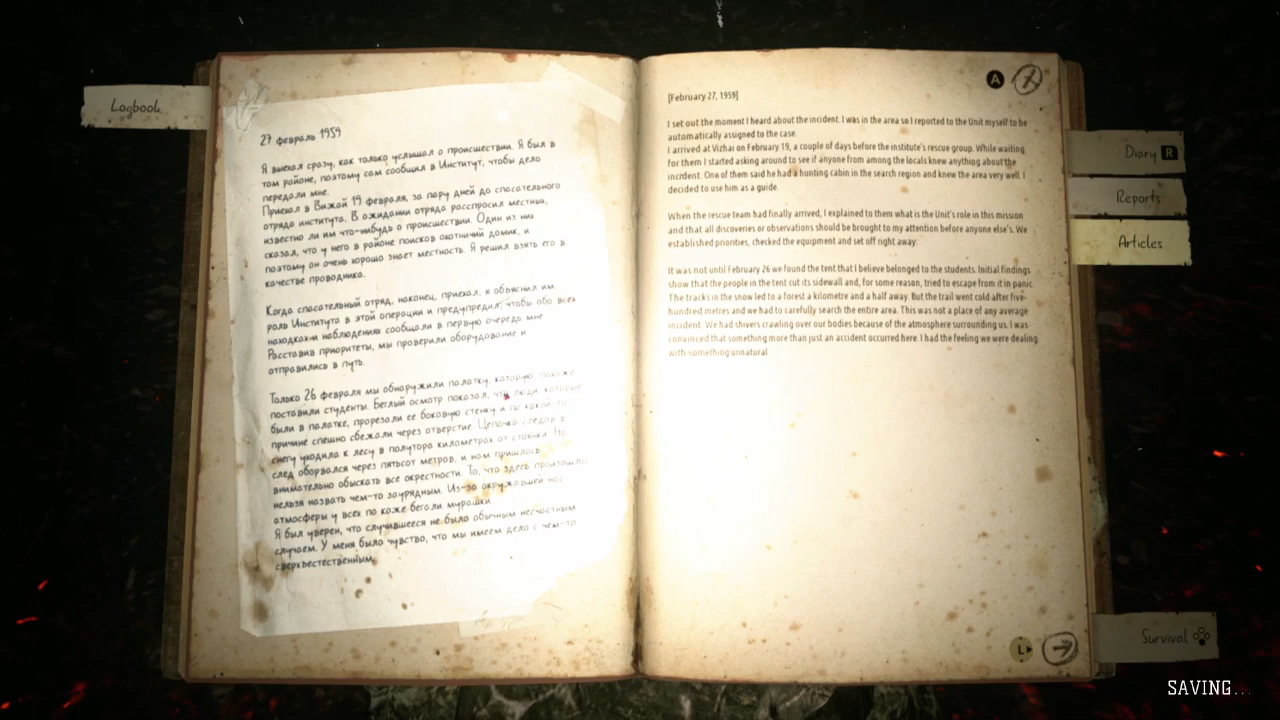 Logbook
27 февраль 1959
Я выехал сразу, как только услышал о происшествии. Я был в
том районе, поэтому сам сообщил в Институт, чтобы дело
передали мне.
Приехал в Вижай 19 февраля, за пару дней до спасательного
отряда института. В ожидании отряда расспросил местных,
известно ли им что-нибудь о происшествии. Один из них
сказал, что у него в районе поисков охотничий домик, и
поэтому он очень хорошо знает местность. Я решил взять его в
качестве проводника.
Когда спасательный отряд, наконец, приехал, я объяснил им
роль Института в этой операции и предупредил, чтобы обо всех
находках и наблюдениях сообщали в первую очередь мне.
Расставив приоритеты, мы проверили оборудование и
отправились в путь.
Только 26 февраля мы обнаружили палатку, которую, похоже
поставили студенты. Беглый осмотр показал, что люди, которые
были в палатке, прорезали ее боковую стенку и по какой-то
причине спешно сбежали через отверстие. Цепочка следов в
снегу уходила к лесу в полутора километрах от стоянки. Но
след оборвался через пятьсот метров, и нам пришлось
внимательно обыскать все окрестности. То, что здесь произошло
нельзя назвать чем-то заурядным. Из-за окружавшей нас
атмосферы у всех по коже бегали мурашки.
Я был уверен, что случившееся не было обычным несчастным
случаем. У меня было чувство, что мы имеем дело с чем-то
сверхъестественным.
A
[February 27, 1959]
I set out the moment I heard about the incident. I was in the area so I reported to the Unit myself to be
automatically assigned to the case.
I arrived at Vizhai on February 19, a couple of days before the institute's rescue group. While waiting
for them I started asking around to see if anyone from among the locals knew anything about the
incident. One of them said he had a hunting cabin in the search region and knew the area very well. I
decided to use him as a guide.
When the rescue team had finally arrived, I explained to them what is the Unit's role in this mission
and that all discoveries or observations should be brought to my attention before anyone else's. We
established priorities, checked the equipment and set off right away.
It was not until February 26 we found the tent that I believe belonged to the students. Initial findings
show that the people in the tent cut its sidewall and, for some reason, tried to escape from it in panic.
The tracks in the snow led to a forest a kilometre and a half away. But the trail went cold after five-
hundred metres and we had to carefully search the entire area. This was not a place of any average
incident. We had shivers crawling over our bodies because of the atmosphere surrounding us. I was
convinced that something more than just an accident occurred here. I had the feeling we were dealing
with something unnatural
Diary R
Reports
Articles
L
Survival
SAVING...